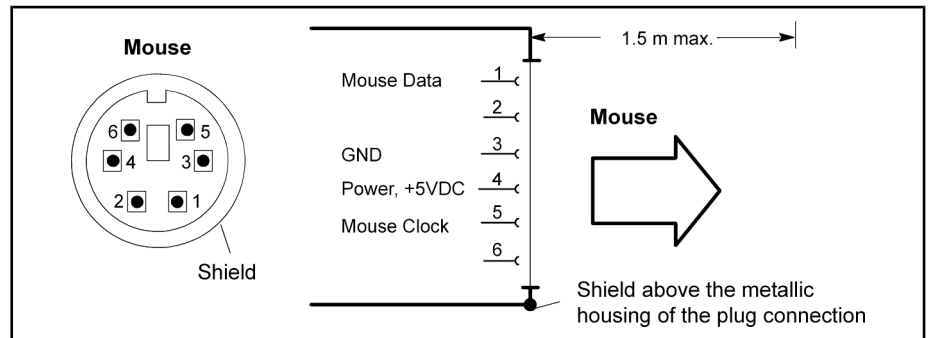 Mouse
6
5
4
3
2
1
Shield
1.5 m max.
Mouse Data
1
2
GND
3
Power, +5VDC
4
Mouse Clock
5
6
Mouse
Shield above the metallic
housing of the plug connection